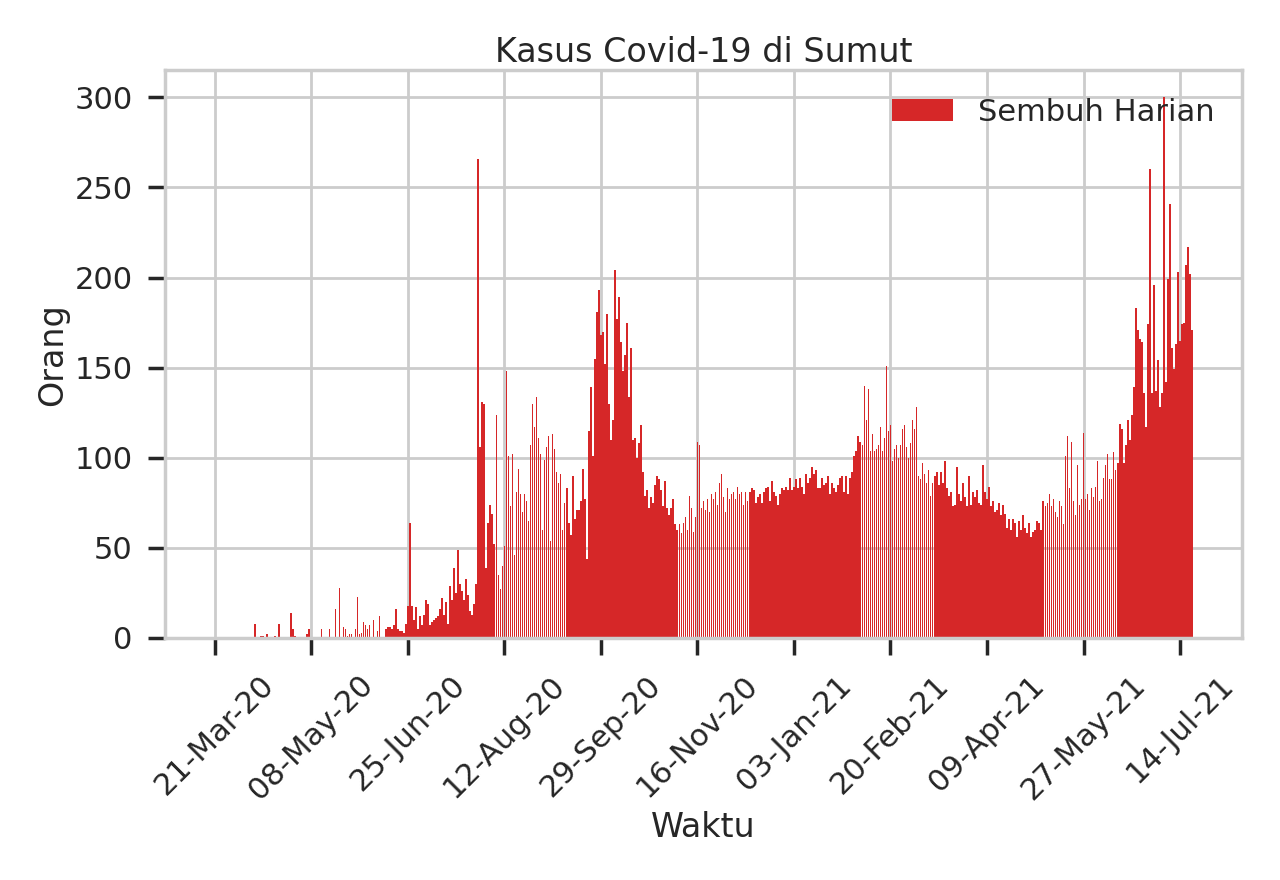 Kasus Covid-19 di Sumut
Sembuh Harian
300
250
200
150
100
50
0
Orang
21-Mar-20
08-May-20
25-Jun-20
12-Aug-20
29-Sep-20
16-Nov-20
03-Jan-21
20-Feb-21
09-Apr-21
27-May-21
14-Jul-21
Waktu